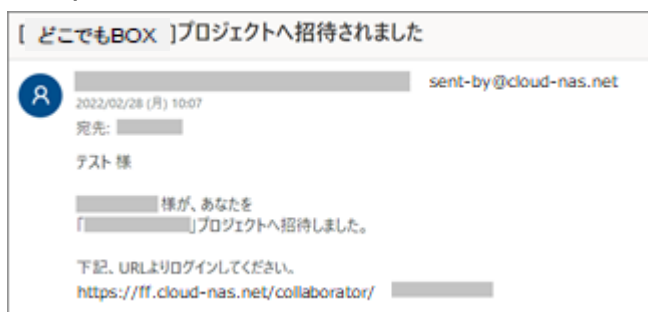 [ どこでもBOX ]プロジェクトへ招待されました
sent-by@cloud-nas.net
2022/02/28 (月) 10:07
宛先:
テスト 様
様が、あなたを
「 」プロジェクトへ招待しました。
下記、URLよりログインしてください。
https://ff.cloud-nas.net/collaborator/